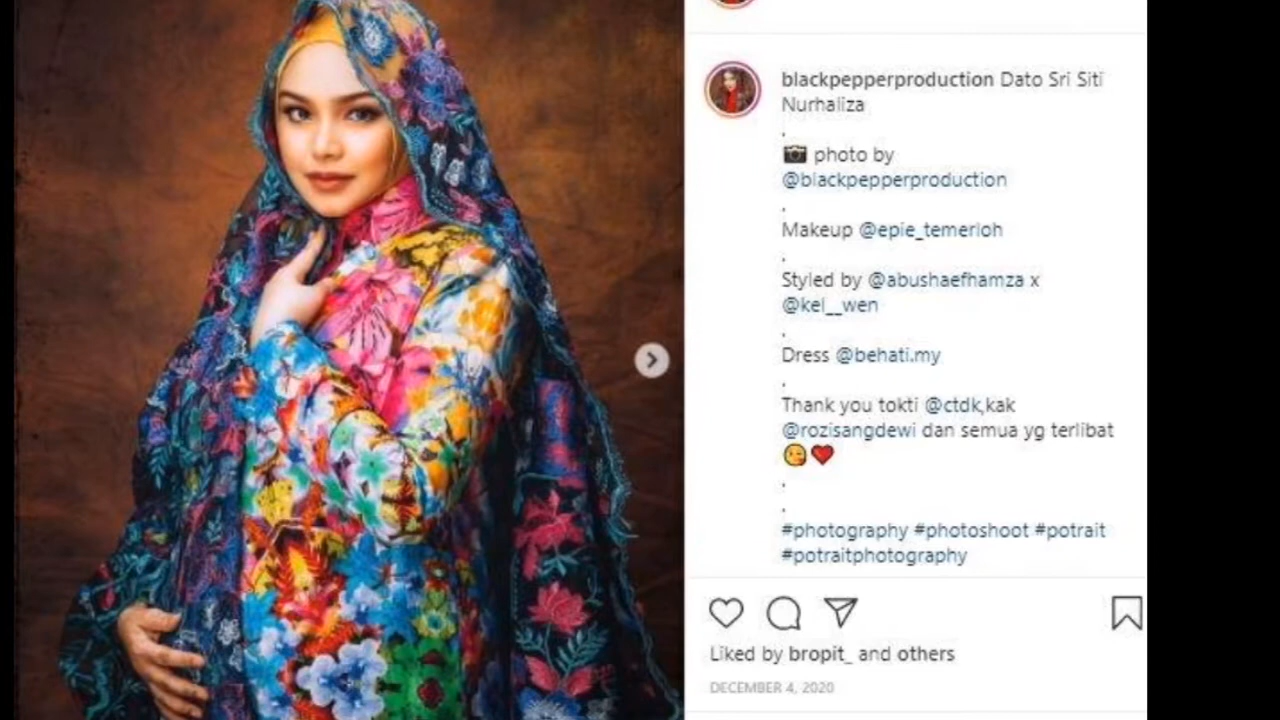 blackpepperproduction Dato Sri Siti
Nurhaliza
.
📷 photo by
@blackpepperproduction
.
Makeup @epie_temerloh
.
Styled by @abushaefhamza x
@kel__wen
.
Dress @behati.my
.
Thank you tokti @ctdk,kak
@rozisangdewi dan semua yg terlibat
😘❤️
.
.
#photography #photoshoot #potrait
#potraitphotography
Liked by bropit_ and others
DECEMBER 4, 2020